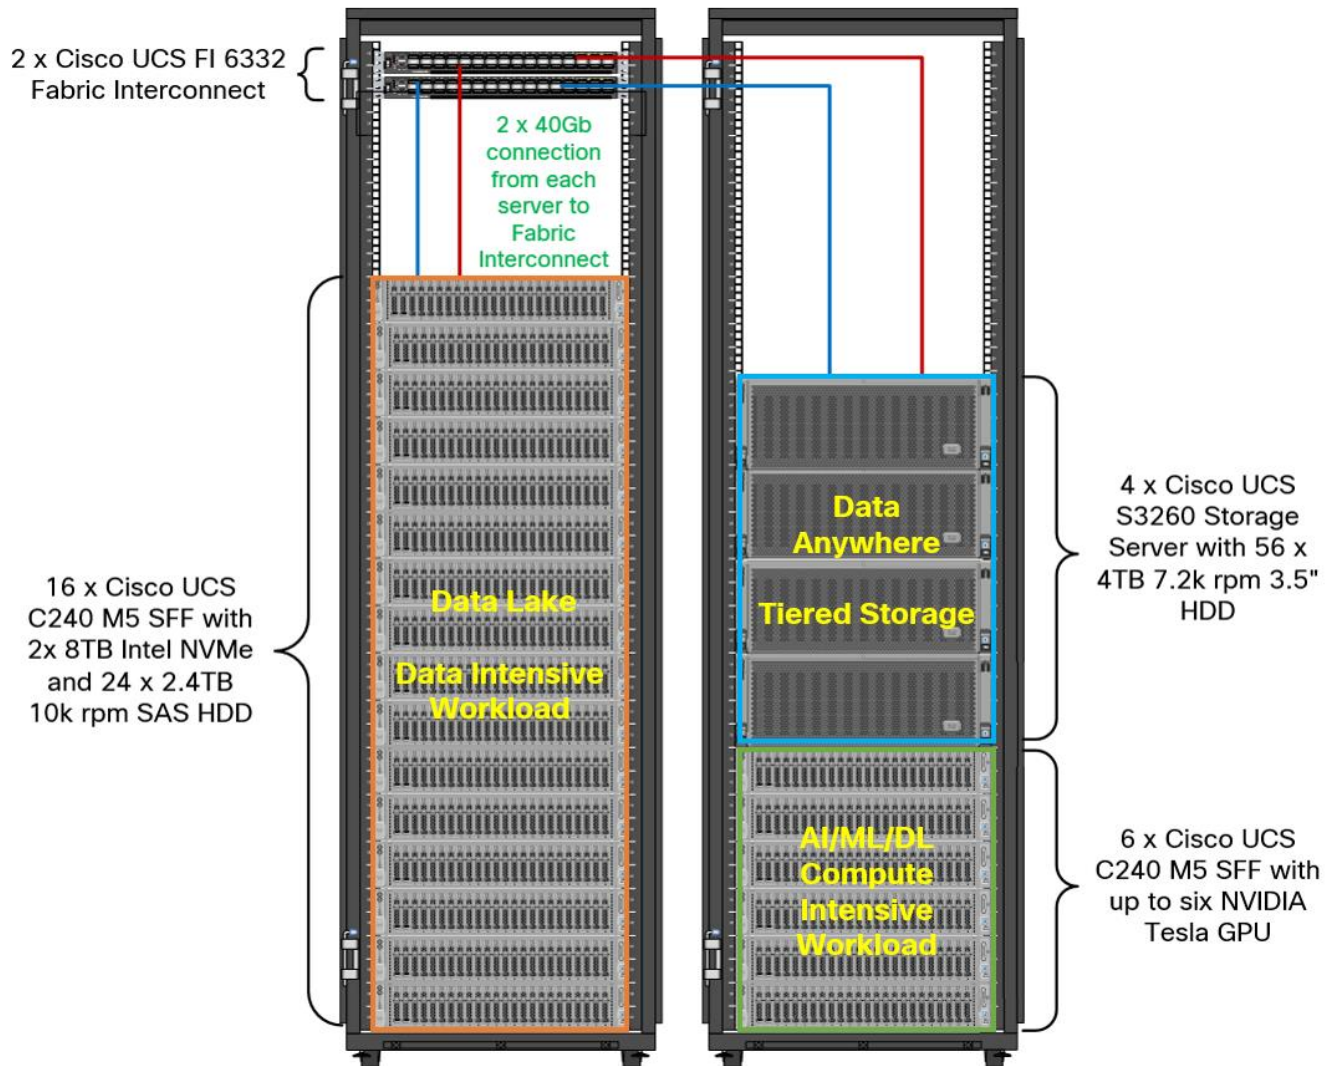 2 x Cisco UCS FI 6332
Fabric Interconnect
2 x 40Gb
connection
from each
server to
Fabric
Interconnect
16 x Cisco UCS
C240 M5 SFF with
2x 8TB Intel NVMe
and 24 x 2.4TB
10k rpm SAS HDD
Data Lake
Data Intensive
Workload
Data
Anywhere
Tiered Storage
4 x Cisco UCS
S3260 Storage
Server with 56 x
4TB 7.2k rpm 3.5"
HDD
AI/ML/DL
Compute
Intensive
Workload
6 x Cisco UCS
C240 M5 SFF with
up to six NVIDIA
Tesla GPU